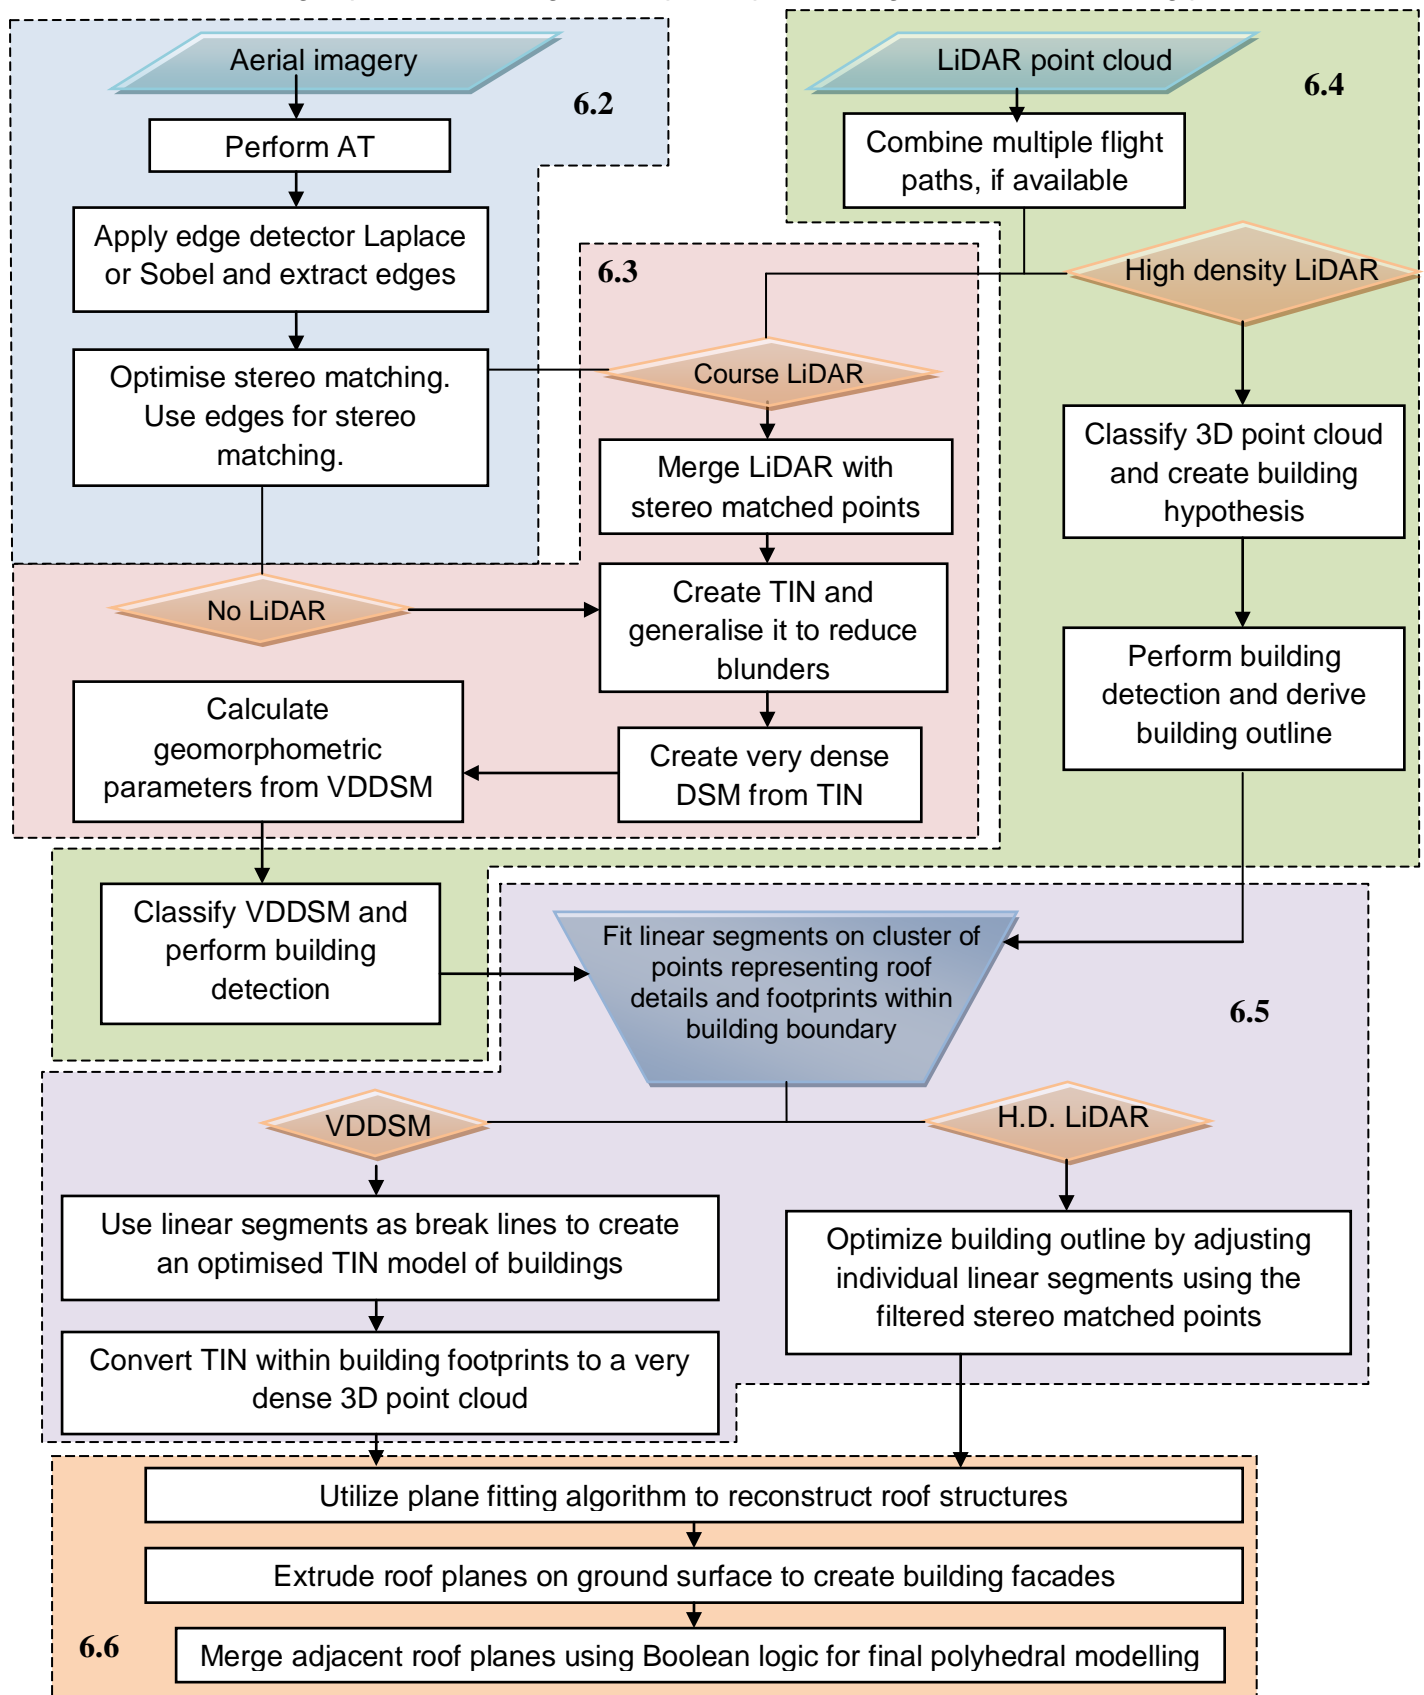 Aerial imagery
6.2
Perform AT
Apply edge detector Laplace
or Sobel and extract edges
Optimise stereo matching.
Use edges for stereo
matching.
LiDAR point cloud
6.4
Combine multiple flight
paths, if available
High density LiDAR
6.3
Course LiDAR
Merge LiDAR with
stereo matched points
No LiDAR
Create TIN and
generalise it to reduce
blunders
Create very dense
DSM from TIN
Calculate
geomorphometric
parameters from VDDSM
Classify 3D point cloud
and create building
hypothesis
Perform building
detection and derive
building outline
Classify VDDSM and
perform building
detection
Fit linear segments on cluster of
points representing roof
details and footprints within
building boundary
6.5
VDDSM
H.D. LiDAR
Use linear segments as break lines to create
an optimised TIN model of buildings
Convert TIN within building footprints to a very
dense 3D point cloud
Optimize building outline by adjusting
individual linear segments using the
filtered stereo matched points
Utilize plane fitting algorithm to reconstruct roof structures
Extrude roof planes on ground surface to create building facades
6.6
Merge adjacent roof planes using Boolean logic for final polyhedral modelling